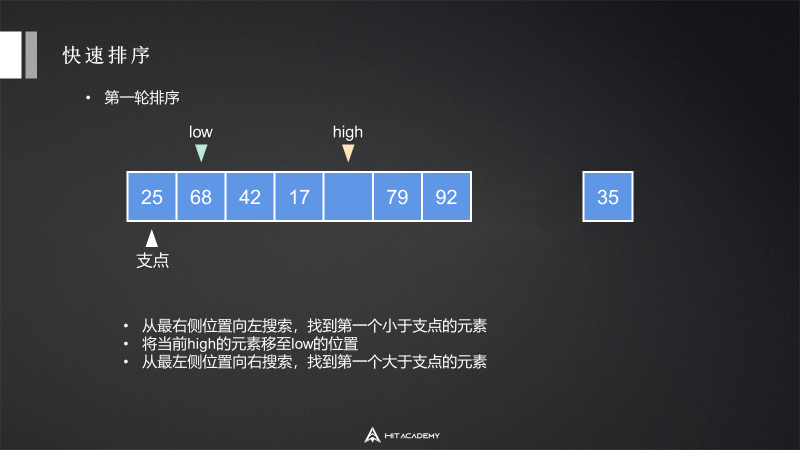 快速排序
• 第一轮排序
low high
25 68 42 17 79 92 35
支点
• 从最右侧位置向左搜索，找到第一个小于支点的元素
• 将当前high的元素移至low的位置
• 从最左侧位置向右搜索，找到第一个大于支点的元素
HIT ACADEMY